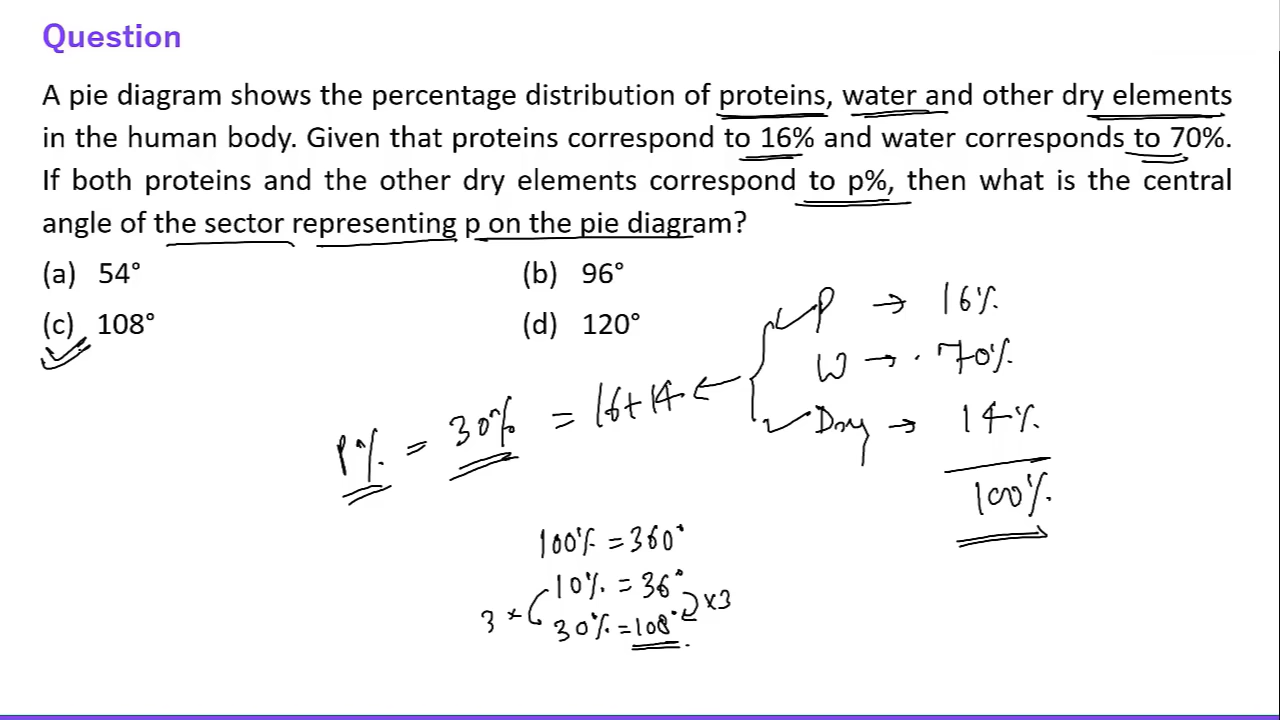 Question
A pie diagram shows the percentage distribution of proteins, water and other dry elements
in the human body. Given that proteins correspond to 16% and water corresponds to 70%.
If both proteins and the other dry elements correspond to p%, then what is the central
angle of the sector representing p on the pie diagram?
(a) 54° (b) 96°
(c) 108° (d) 120°
P → 16%
W → 70%
Dry → 14%
100%
P% = 30% = 16+14 ←
100% = 360°
10% = 36°
3 × 30% = 108° ×3